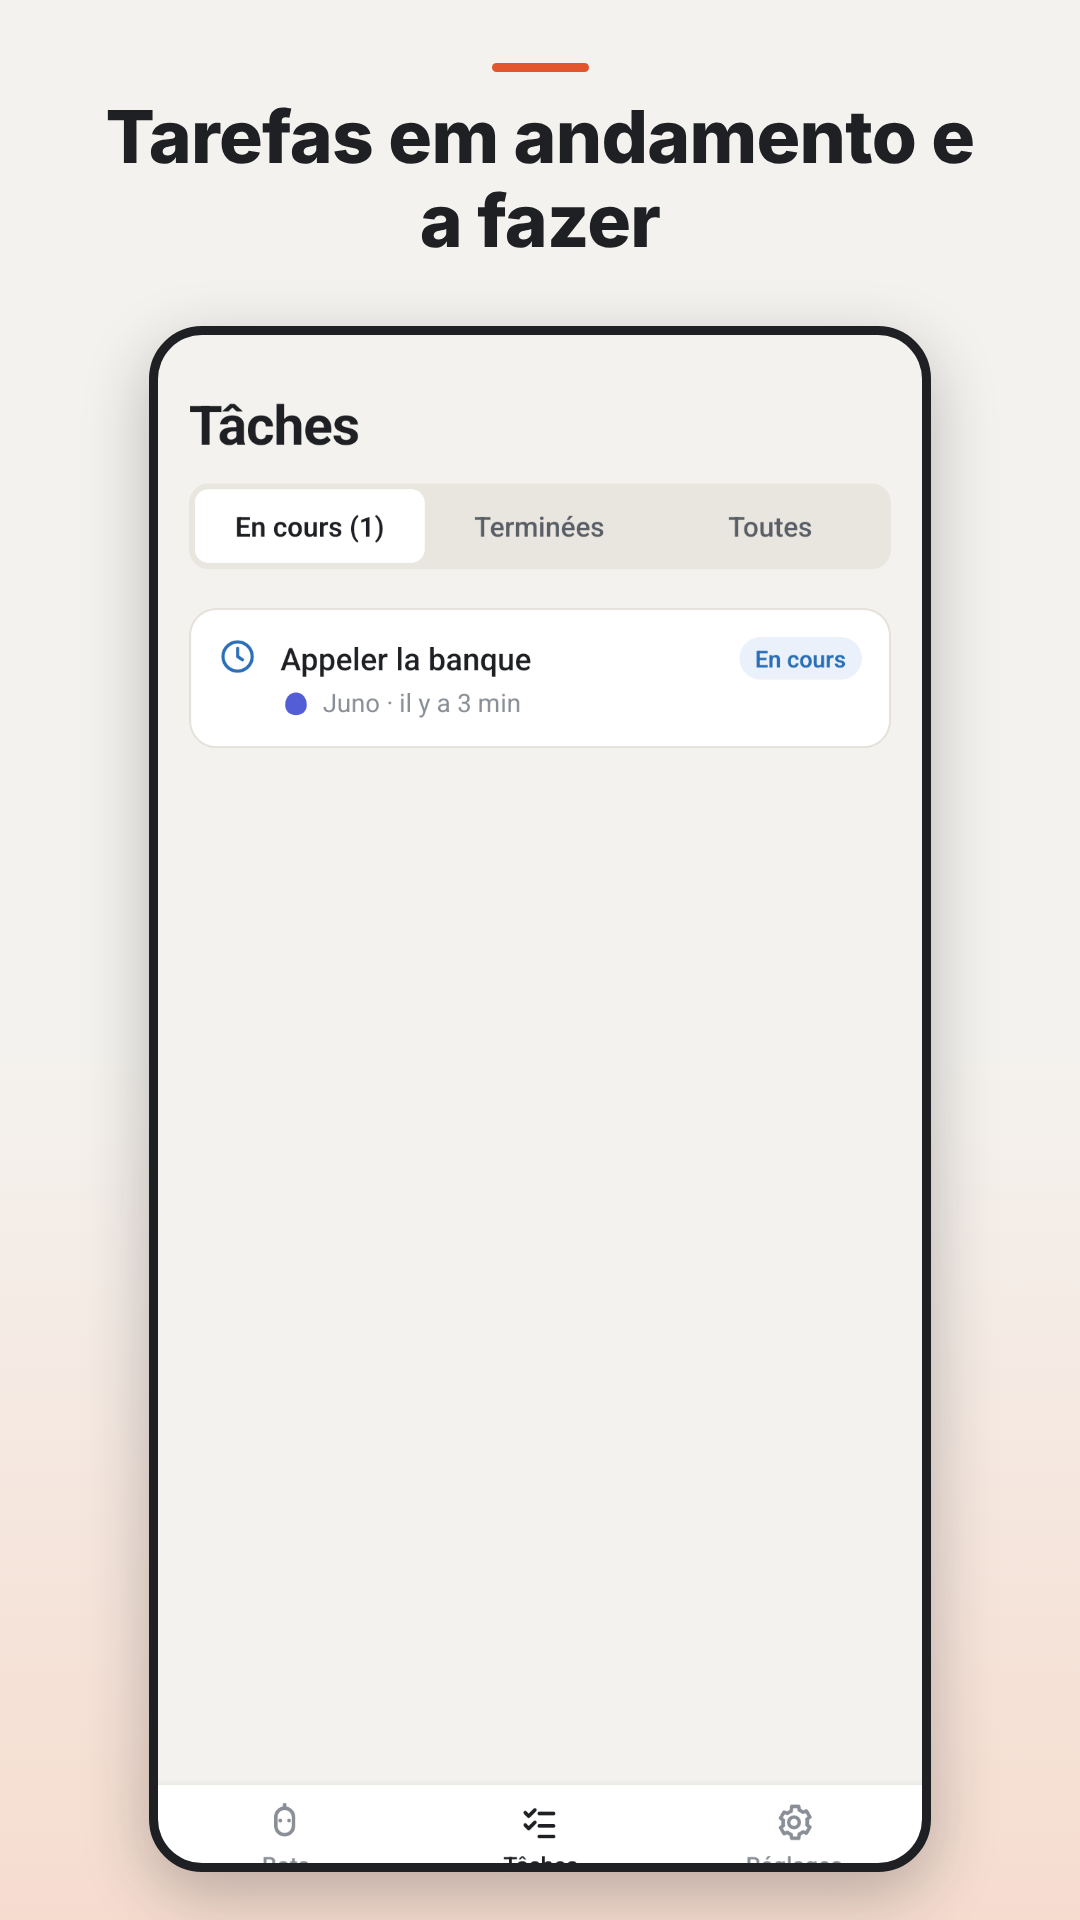 Tarefas em andamento e
a fazer
Tâches
En cours (1)
Terminées
Toutes
Appeler la banque
En cours
Juno · il y a 3 min
Tâches